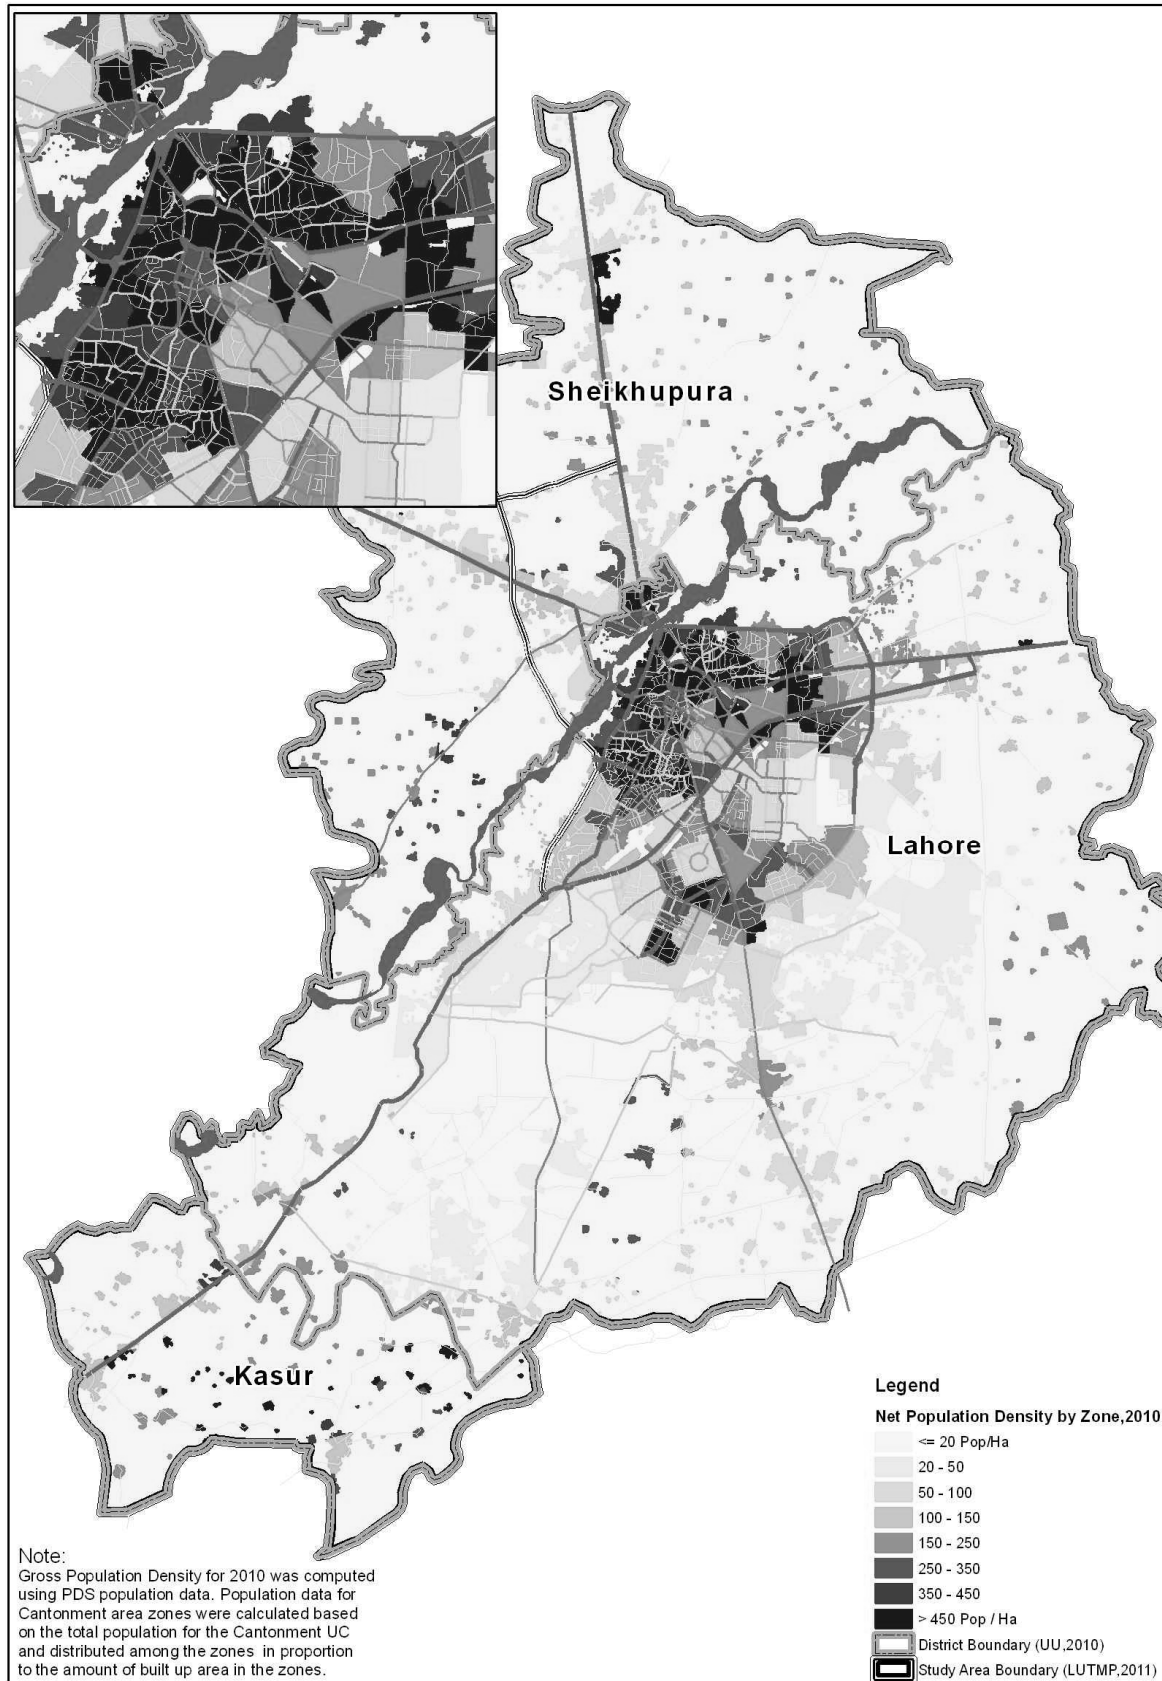 Sheikhupura
Lahore
Kasur
Legend
Net Population Density by Zone,2010
<= 20 Pop/Ha
20 - 50
50 - 100
100 - 150
150 - 250
250 - 350
350 - 450
> 450 Pop / Ha
District Boundary (UU,2010)
Study Area Boundary (LUTMP,2011)
Note:
Gross Population Density for 2010 was computed
using PDS population data. Population data for
Cantonment area zones were calculated based
on the total population for the Cantonment UC
and distributed among the zones in proportion
to the amount of built up area in the zones.